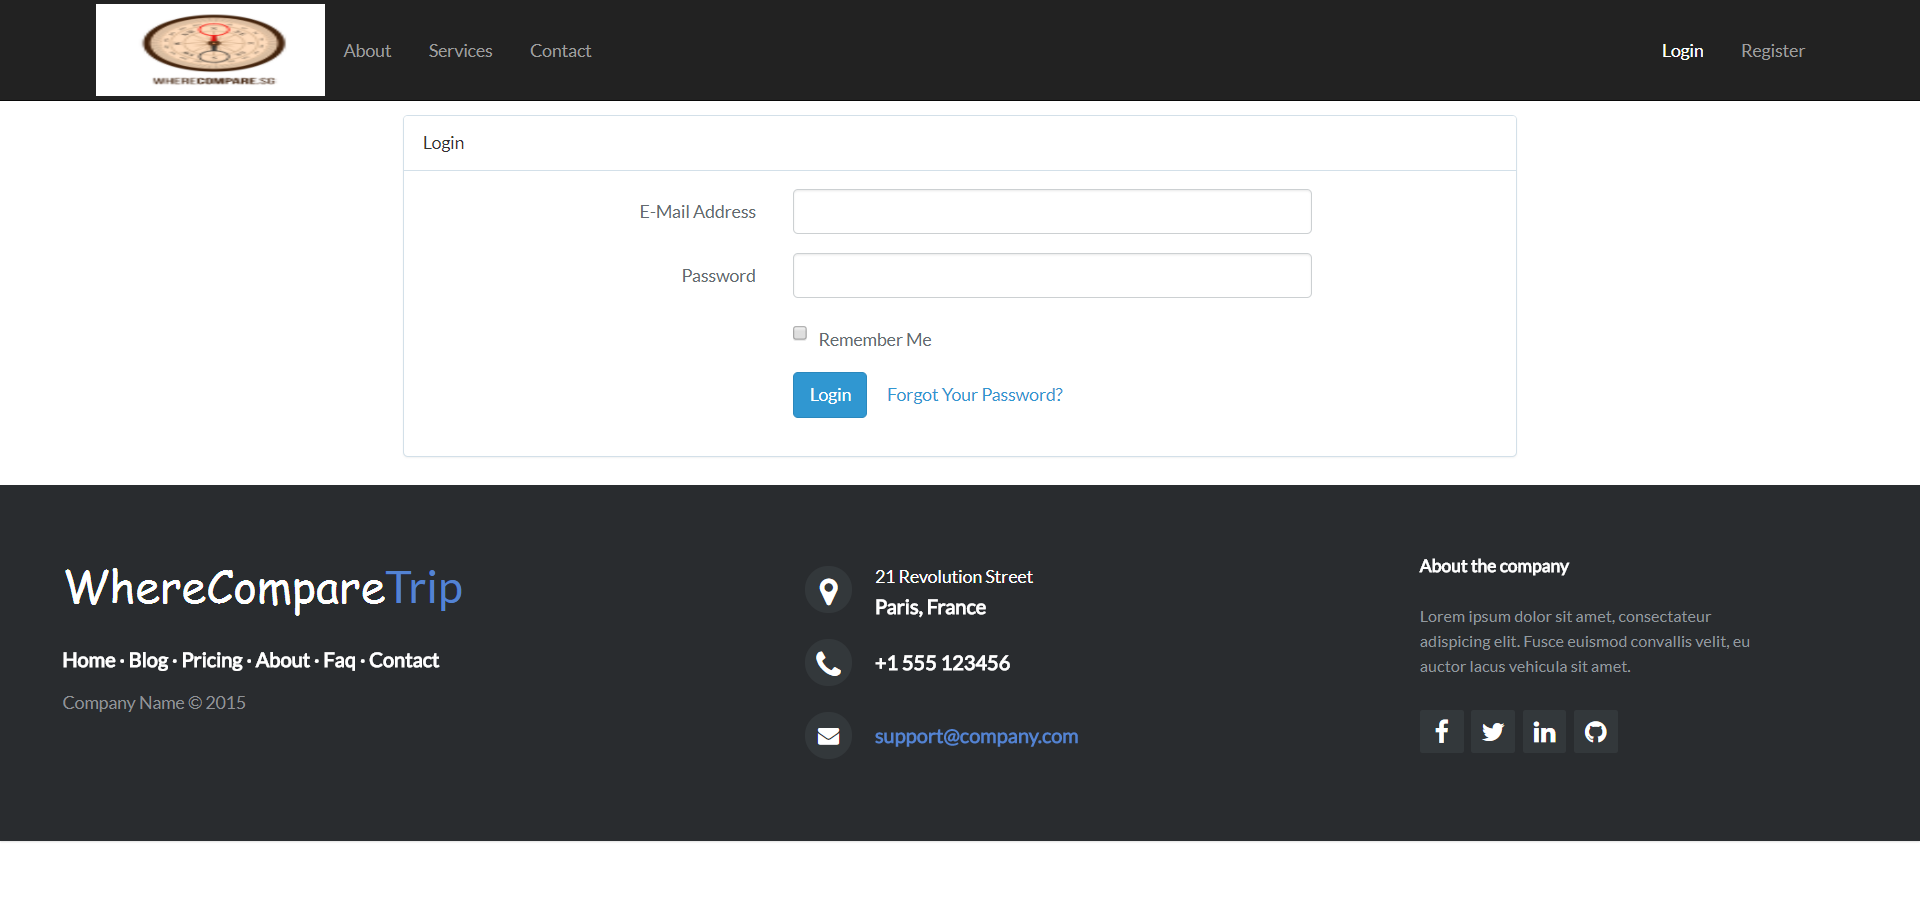 WHERECOMPARE.SG
About Services Contact Login Register
Login
E-Mail Address
Password
Remember Me
Login Forgot Your Password?
WhereCompareTrip
Home · Blog · Pricing · About · Faq · Contact
Company Name © 2015
21 Revolution Street
Paris, France
+1 555 123456
support@company.com
About the company
Lorem ipsum dolor sit amet, consectateur
adispicing elit. Fusce euismod convallis velit, eu
auctor lacus vehicula sit amet.